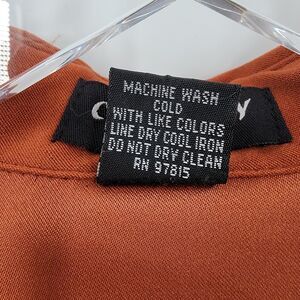 MACHINE WASH
COLD
WITH LIKE COLORS
LINE DRY COOL IRON
DO NOT DRY CLEAN
RN 97815